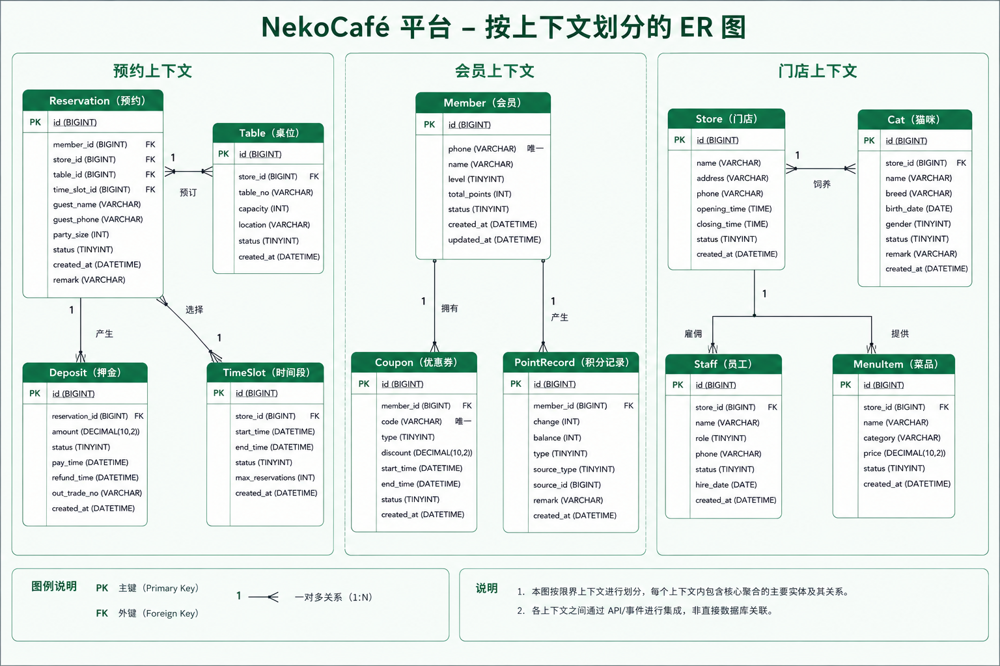 NekoCafé 平台 – 按上下文划分的 ER 图
预约上下文
Reservation（预约）
PK id (BIGINT)
member_id (BIGINT) FK
store_id (BIGINT) FK
table_id (BIGINT) FK
time_slot_id (BIGINT) FK
guest_name (VARCHAR)
guest_phone (VARCHAR)
party_size (INT)
status (TINYINT)
created_at (DATETIME)
remark (VARCHAR)
1
预订
Table（桌位）
PK id (BIGINT)
store_id (BIGINT) FK
table_no (VARCHAR)
capacity (INT)
location (VARCHAR)
status (TINYINT)
created_at (DATETIME)
1
产生
选择
1
Deposit（押金）
PK id (BIGINT)
reservation_id (BIGINT) FK
amount (DECIMAL(10,2))
status (TINYINT)
pay_time (DATETIME)
refund_time (DATETIME)
out_trade_no (VARCHAR)
created_at (DATETIME)
TimeSlot（时间段）
PK id (BIGINT)
store_id (BIGINT) FK
start_time (DATETIME)
end_time (DATETIME)
status (TINYINT)
max_reservations (INT)
created_at (DATETIME)
会员上下文
Member（会员）
PK id (BIGINT)
phone (VARCHAR) 唯一
name (VARCHAR)
level (TINYINT)
total_points (INT)
status (TINYINT)
created_at (DATETIME)
updated_at (DATETIME)
1
拥有
1
产生
Coupon（优惠券）
PK id (BIGINT)
member_id (BIGINT) FK
code (VARCHAR) 唯一
type (TINYINT)
discount (DECIMAL(10,2))
start_time (DATETIME)
end_time (DATETIME)
status (TINYINT)
created_at (DATETIME)
PointRecord（积分记录）
PK id (BIGINT)
member_id (BIGINT) FK
change (INT)
balance (INT)
type (TINYINT)
source_type (TINYINT)
source_id (BIGINT)
remark (VARCHAR)
created_at (DATETIME)
门店上下文
Store（门店）
PK id (BIGINT)
name (VARCHAR)
address (VARCHAR)
phone (VARCHAR)
opening_time (TIME)
closing_time (TIME)
status (TINYINT)
created_at (DATETIME)
1
饲养
Cat（猫咪）
PK id (BIGINT)
store_id (BIGINT) FK
name (VARCHAR)
breed (VARCHAR)
birth_date (DATE)
gender (TINYINT)
status (TINYINT)
remark (VARCHAR)
created_at (DATETIME)
1
雇佣
提供
Staff（员工）
PK id (BIGINT)
store_id (BIGINT) FK
name (VARCHAR)
role (TINYINT)
phone (VARCHAR)
status (TINYINT)
hire_date (DATE)
created_at (DATETIME)
MenuItem（菜品）
PK id (BIGINT)
store_id (BIGINT) FK
name (VARCHAR)
category (VARCHAR)
price (DECIMAL(10,2))
status (TINYINT)
created_at (DATETIME)
图例说明
PK 主键（Primary Key）
FK 外键（Foreign Key）
1 一对多关系（1:N）
说明
1. 本图按限界上下文进行划分，每个上下文内包含核心聚合的主要实体及其关系。
2. 各上下文之间通过 API/事件进行集成，非直接数据库关联。